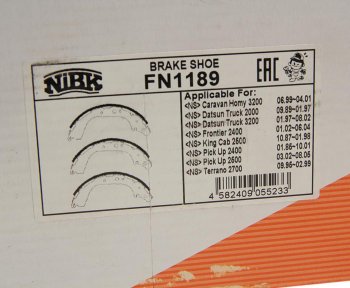 NiBK
BRAKE SHOE
FN1189
EAC
Applicable For:
<NS> Caravan Homy 3200 06.99~04.01
<NS> Datsun Truck 2000 09.89~01.97
<NS> Datsun Truck 3200 01.97~08.02
<NS> Frontier 2400 01.02~06.04
<NS> King Cab 2500 10.87~01.98
<NS> Pick Up 2400 01.86~10.01
<NS> Pick Up 2500 03.02~08.05
<NS> Terrano 2700 09.95~02.99
4 582409 055233